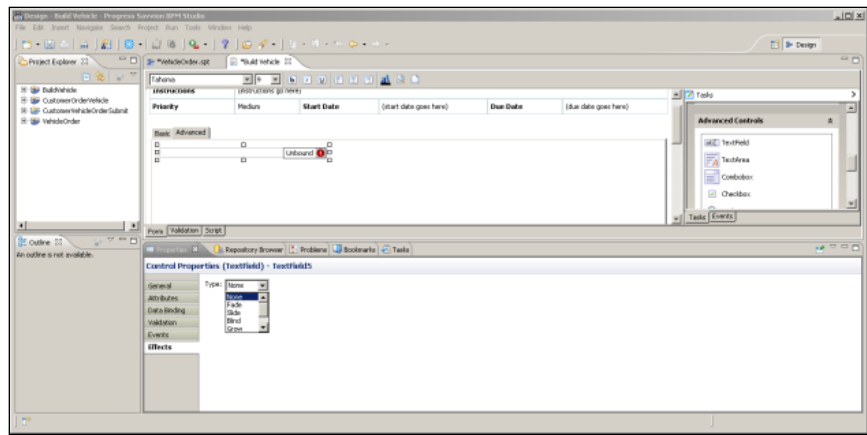 Design - Build Vehicle - Progress Savvion BPM Studio
File Edit Insert Navigate Search Project Run Tools Window Help
Design
Project Explorer
*VehicleOrder.spt
*Build Vehicle
BuildVehicle
CustomerOrderVehicle
CustomerVehicleOrderSubmit
VehicleOrder
Tahoma
9
Instructions
(instructions go here)
Priority
Medium
Start Date
(start date goes here)
Due Date
(due date goes here)
Basic
Advanced
Unbound
Form
Validation
Script
Tasks
Advanced Controls
TextField
TextArea
Combobox
Checkbox
Tasks
Events
Outline
An outline is not available.
Properties
Repository Browser
Problems
Bookmarks
Tasks
Control Properties (TextField) - TextField5
General
Attributes
Data Binding
Validation
Events
Effects
Type:
None
None
Fade
Slide
Blind
Grow